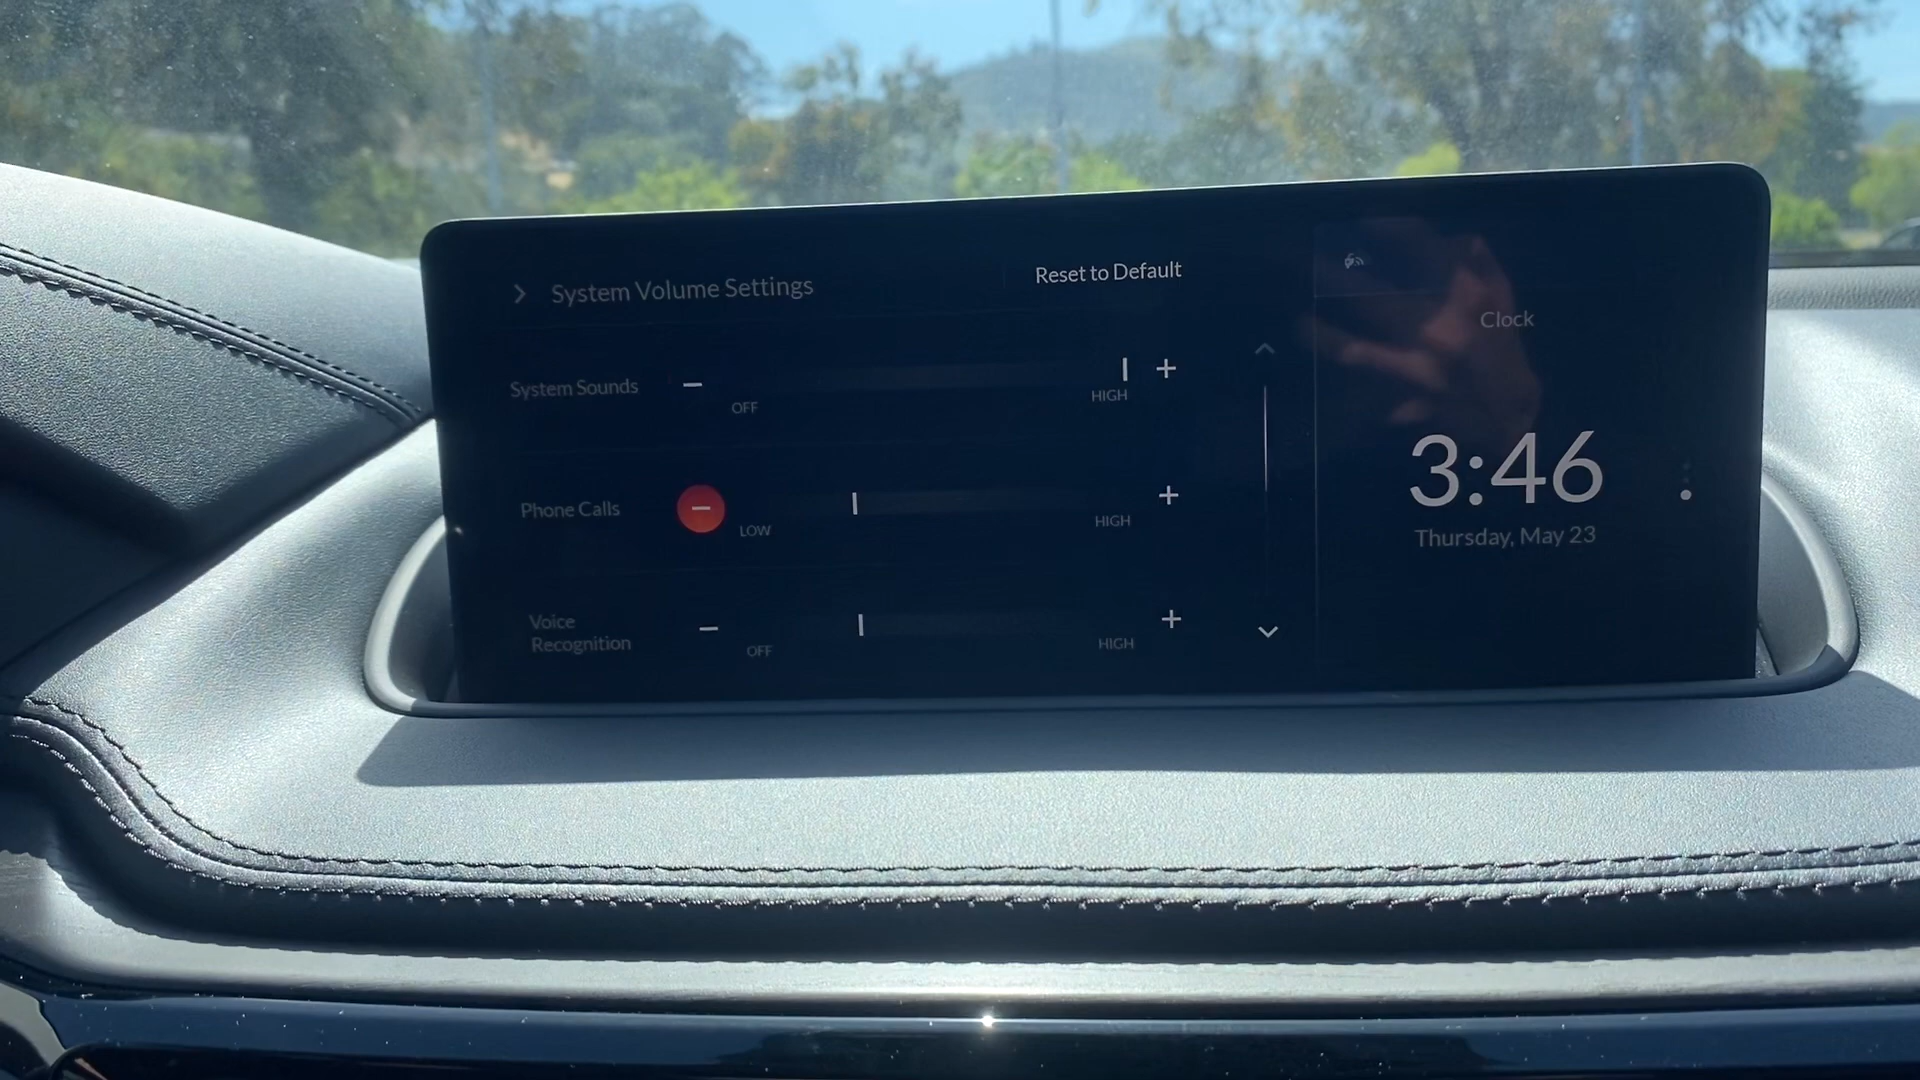 System Volume Settings
Reset to Default
System Sounds
OFF
HIGH
Phone Calls
LOW
HIGH
Voice
Recognition
OFF
HIGH
Clock
3:46
Thursday, May 23